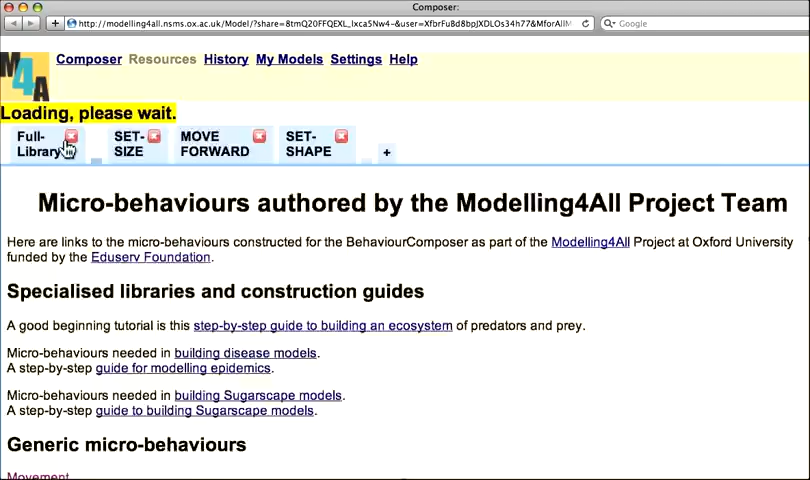 Composer:
http://modelling4all.nsms.ox.ac.uk/Model/?share=8tmQ20FFQEXL_
Google
M4A
Composer Resources History My Models Settings Help
Loading, please wait.
Full-Library SET-SIZE MOVE FORWARD SET-SHAPE +
Micro-behaviours authored by the Modelling4All Project Team
Here are links to the micro-behaviours constructed for the BehaviourComposer as part of the Modelling4All Project at Oxford University
funded by the Eduserv Foundation.
Specialised libraries and construction guides
A good beginning tutorial is this step-by-step guide to building an ecosystem of predators and prey.
Micro-behaviours needed in building disease models.
A step-by-step guide for modelling epidemics.
Micro-behaviours needed in building Sugarscape models.
A step-by-step guide to building Sugarscape models.
Generic micro-behaviours
Movement